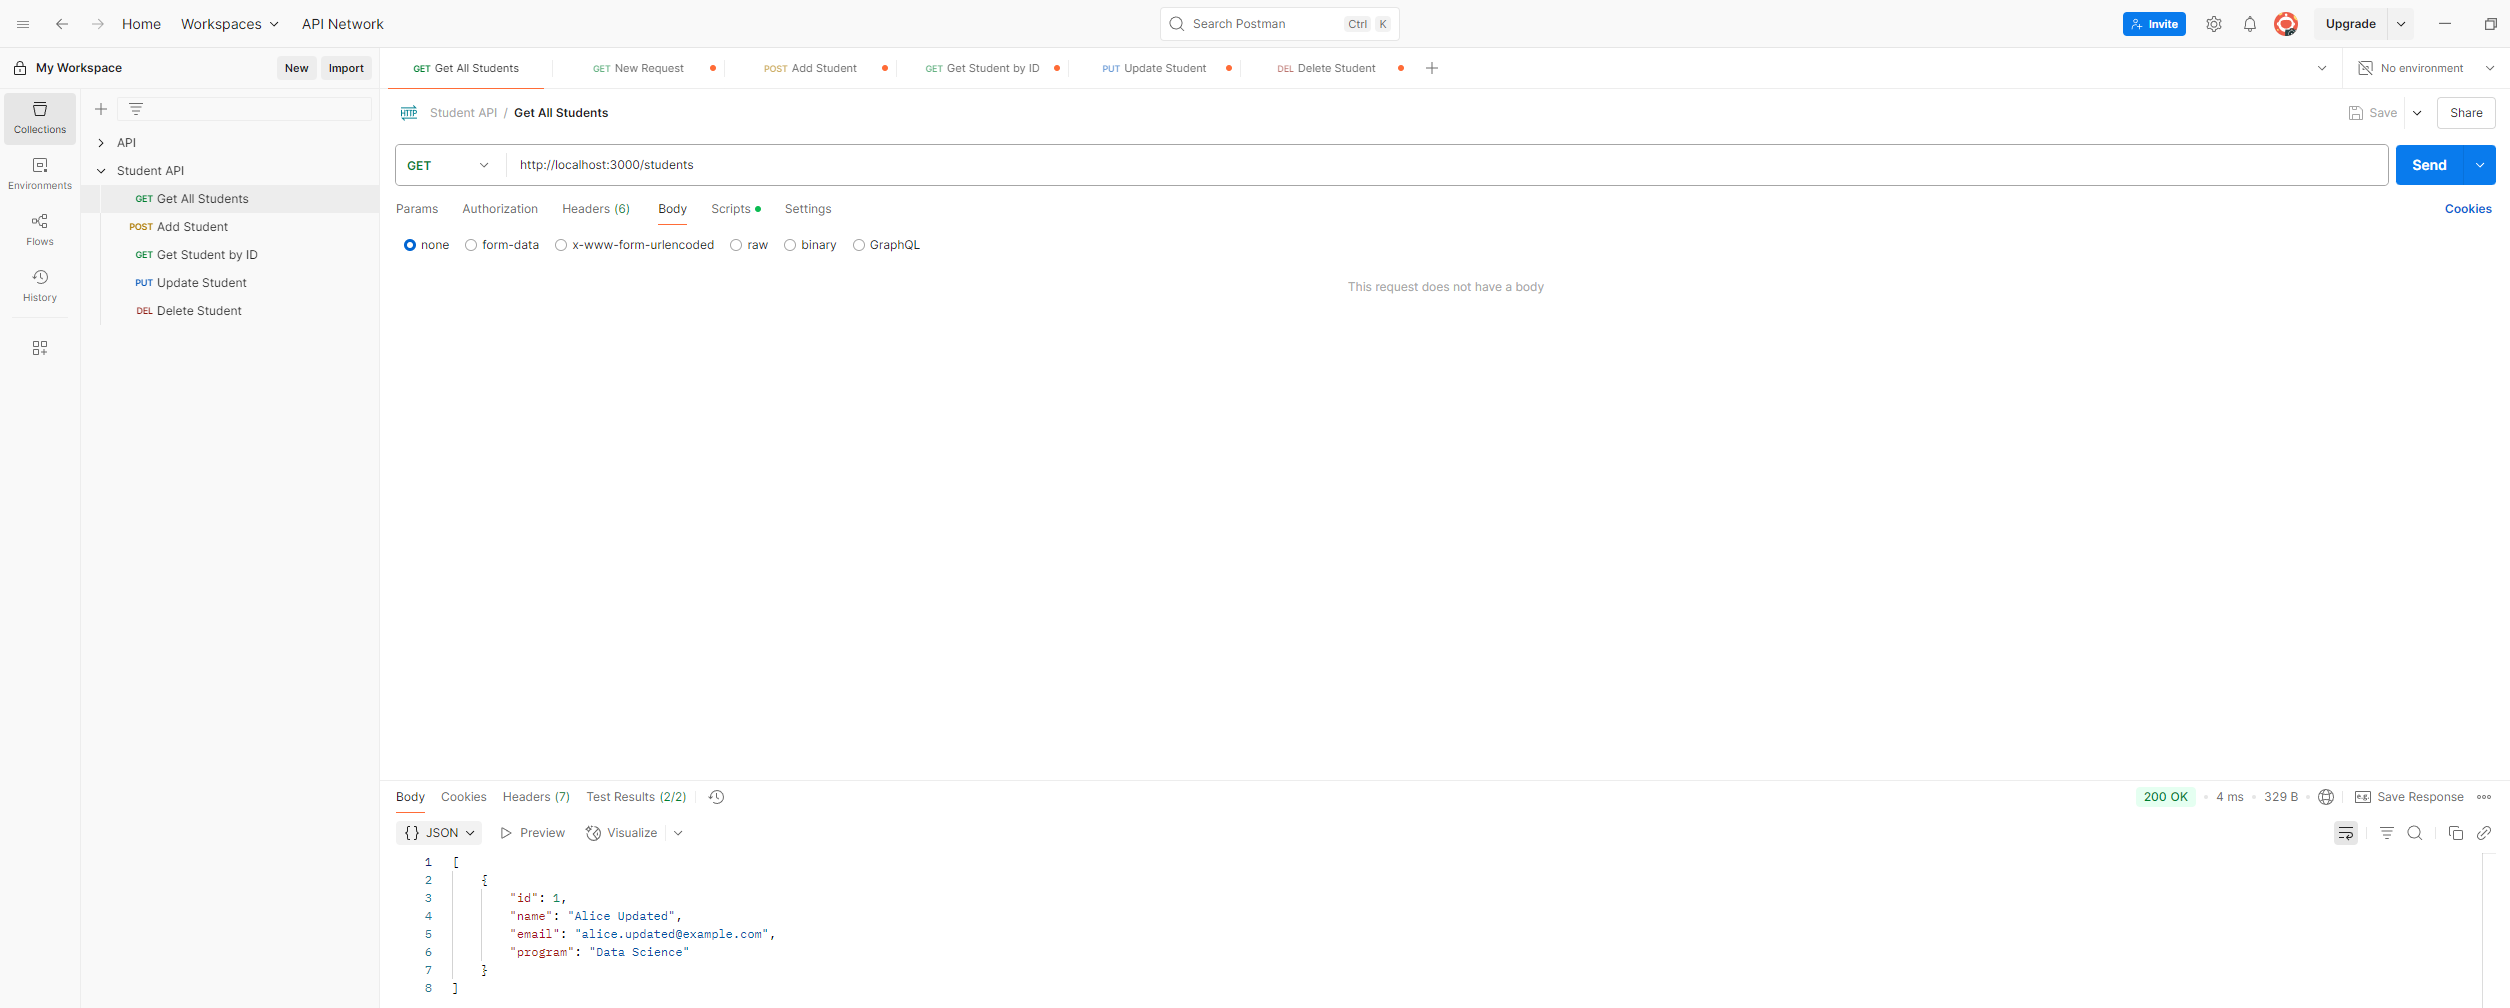 Home Workspaces API Network Search Postman Ctrl K Invite Upgrade
My Workspace New Import GET Get All Students GET New Request POST Add Student GET Get Student by ID PUT Update Student DEL Delete Student No environment
Collections
Environments
Flows
History
API
Student API
GET Get All Students
POST Add Student
GET Get Student by ID
PUT Update Student
DEL Delete Student
HTTP Student API / Get All Students Save Share
GET http://localhost:3000/students Send
Params Authorization Headers (6) Body Scripts Settings Cookies
none form-data x-www-form-urlencoded raw binary GraphQL
This request does not have a body
Body Cookies Headers (7) Test Results (2/2) 200 OK 4 ms 329 B e.g. Save Response
{} JSON Preview Visualize
1 [
2 {
3 "id": 1,
4 "name": "Alice Updated",
5 "email": "alice.updated@example.com",
6 "program": "Data Science"
7 }
8 ]